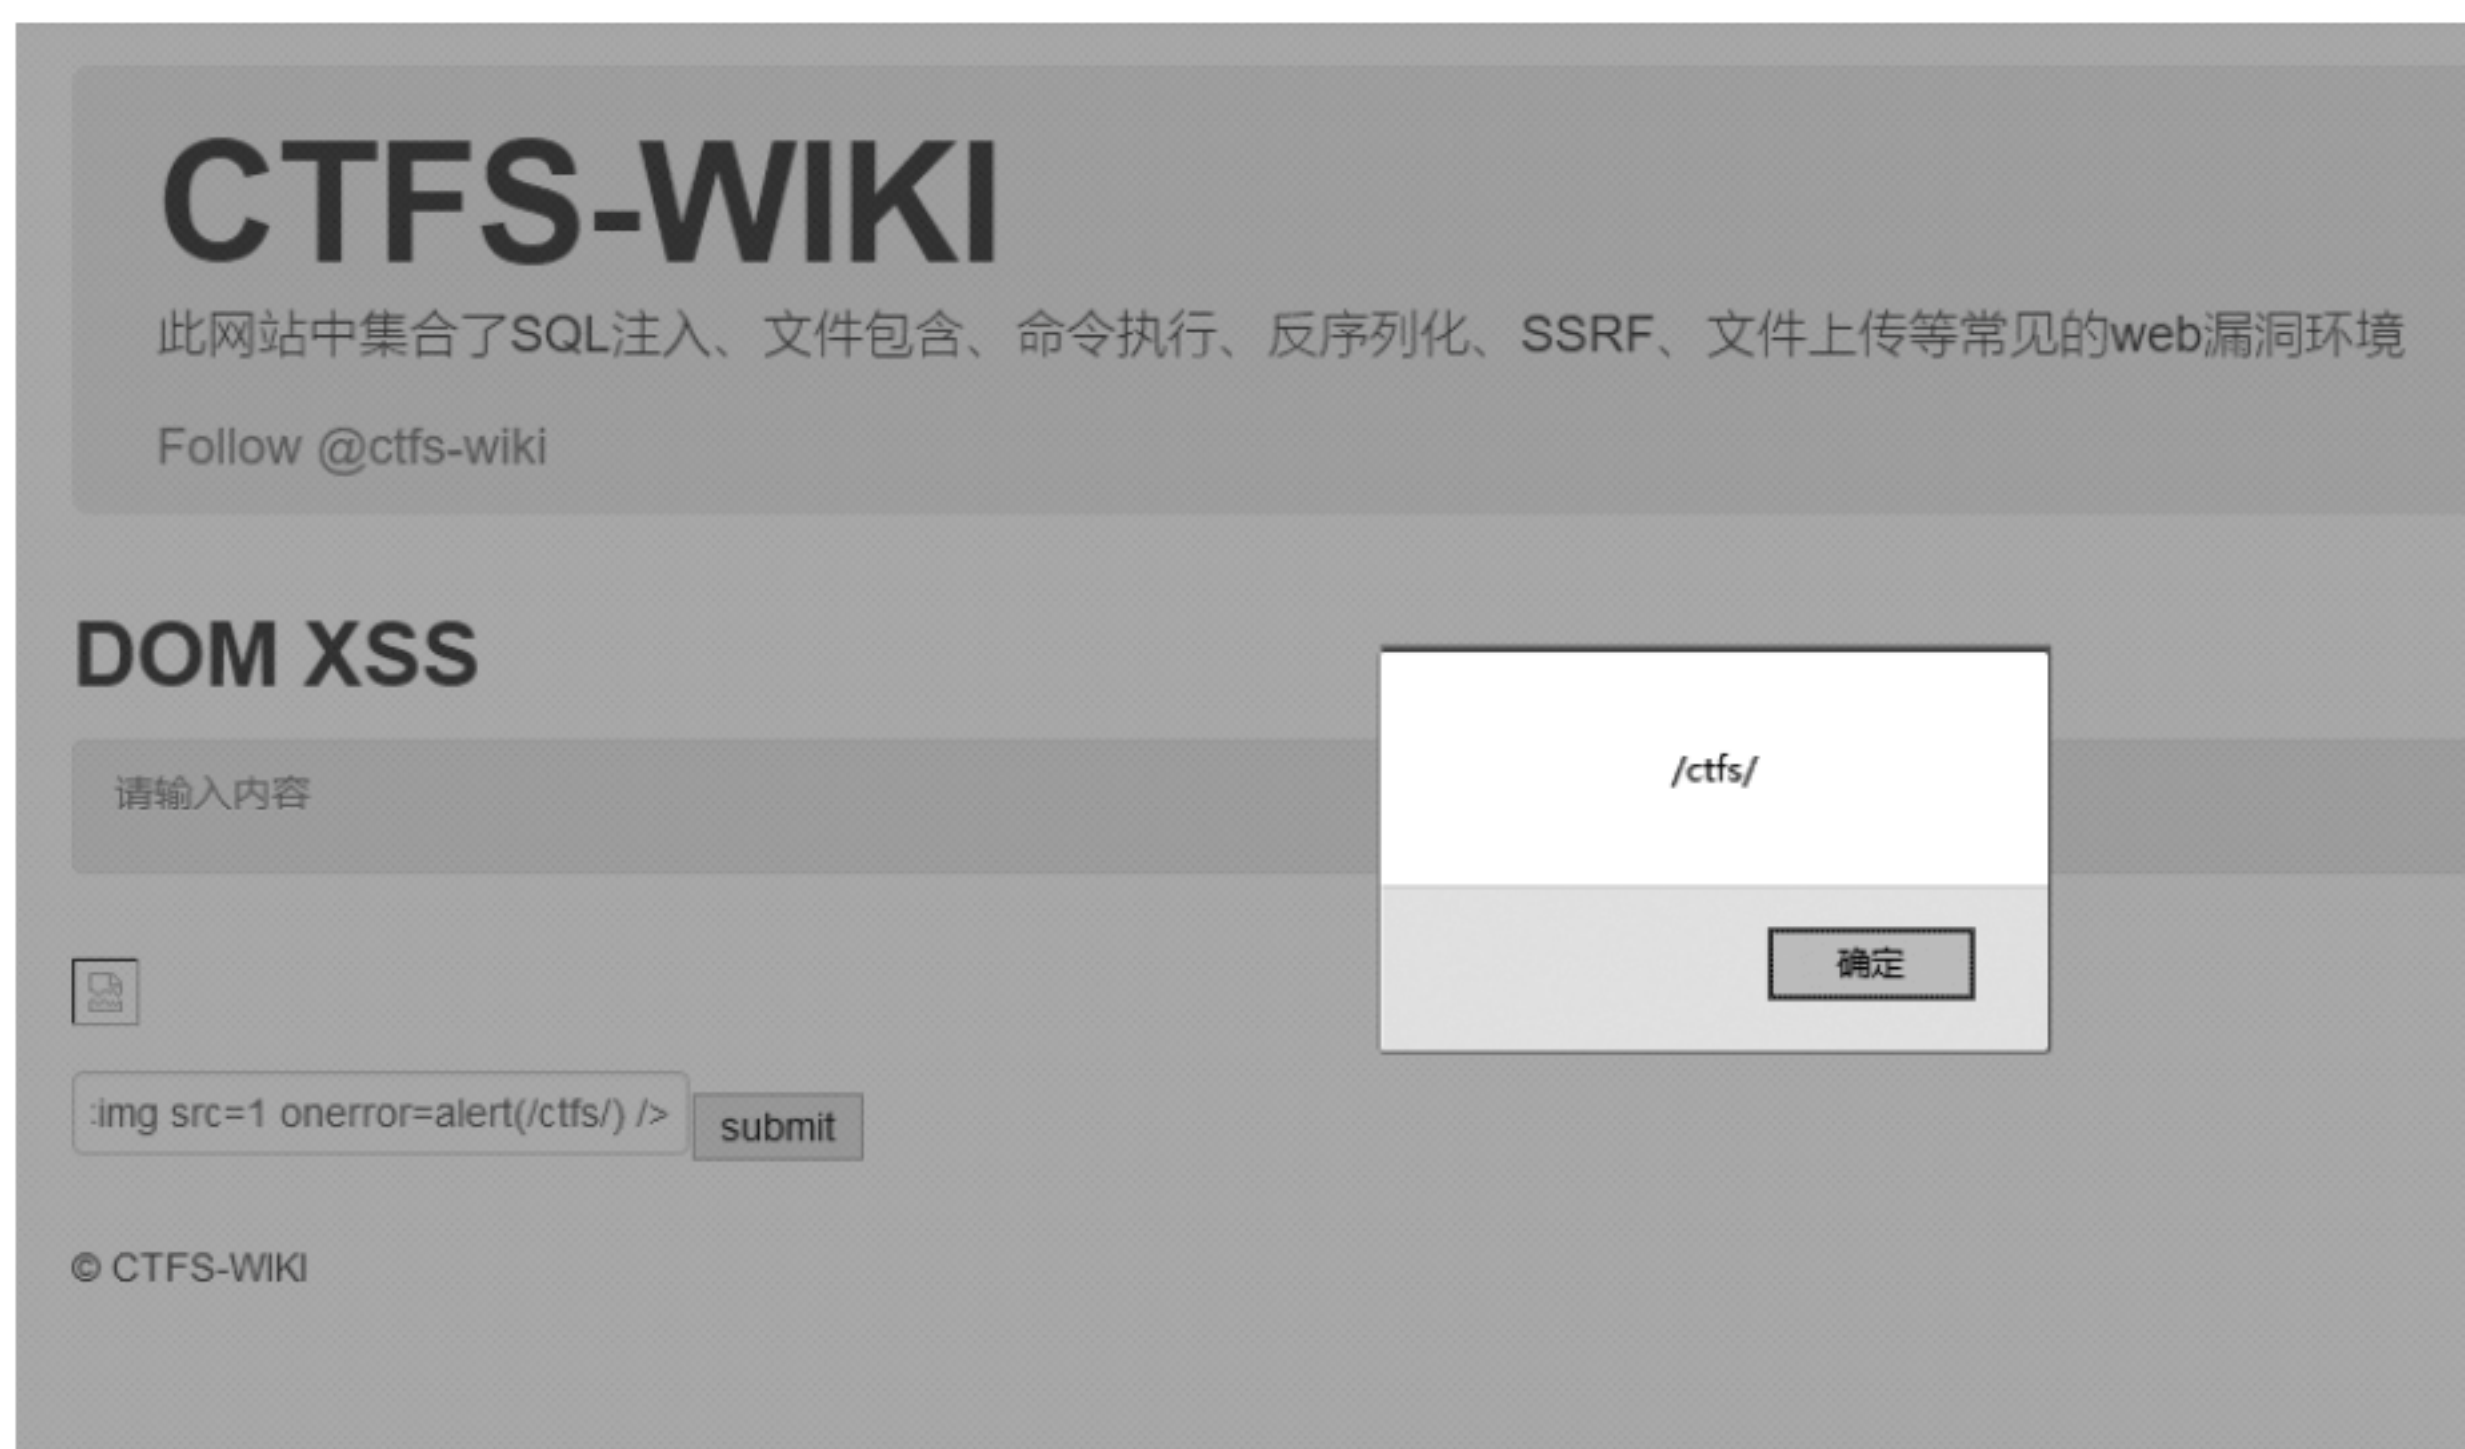 CTFS-WIKI
此网站中集合了SQL注入、文件包含、命令执行、反序列化、SSRF、文件上传等常见的web漏洞环境
Follow @ctfs-wiki
DOM XSS
/ctfs/
请输入内容
确定
:img src=1 onerror=alert(/ctfs/) />
submit
© CTFS-WIKI